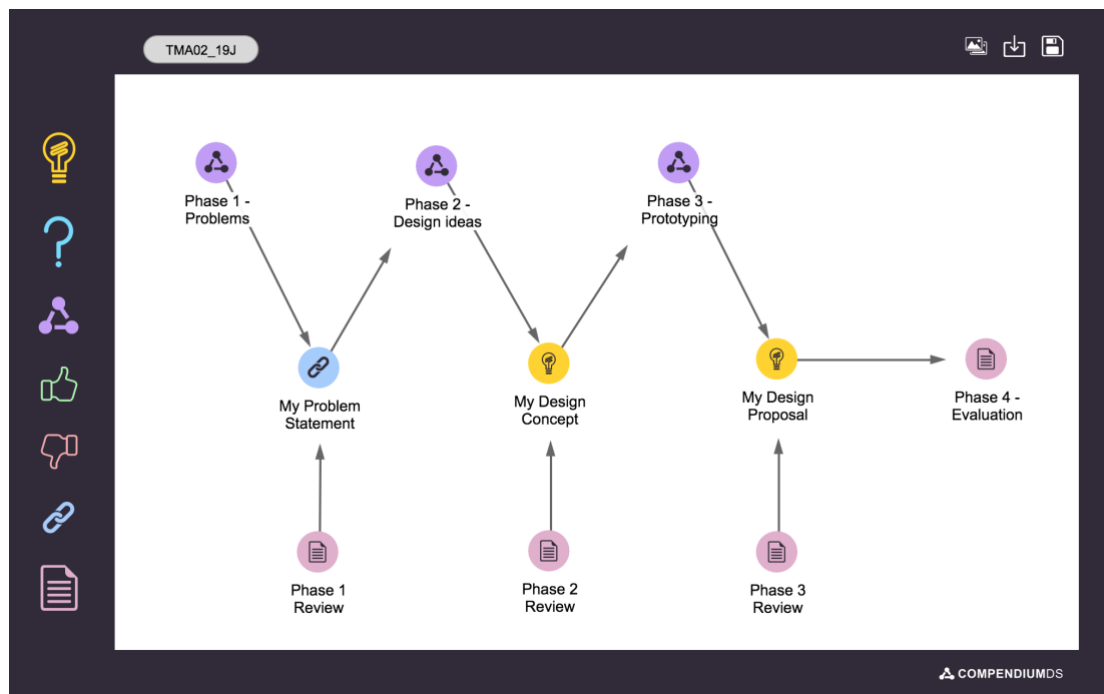 TMA02_19J
Phase 1 -
Problems
Phase 2 -
Design ideas
Phase 3 -
Prototyping
My Problem
Statement
My Design
Concept
My Design
Proposal
Phase 4 -
Evaluation
Phase 1
Review
Phase 2
Review
Phase 3
Review
COMPENDIUMDS